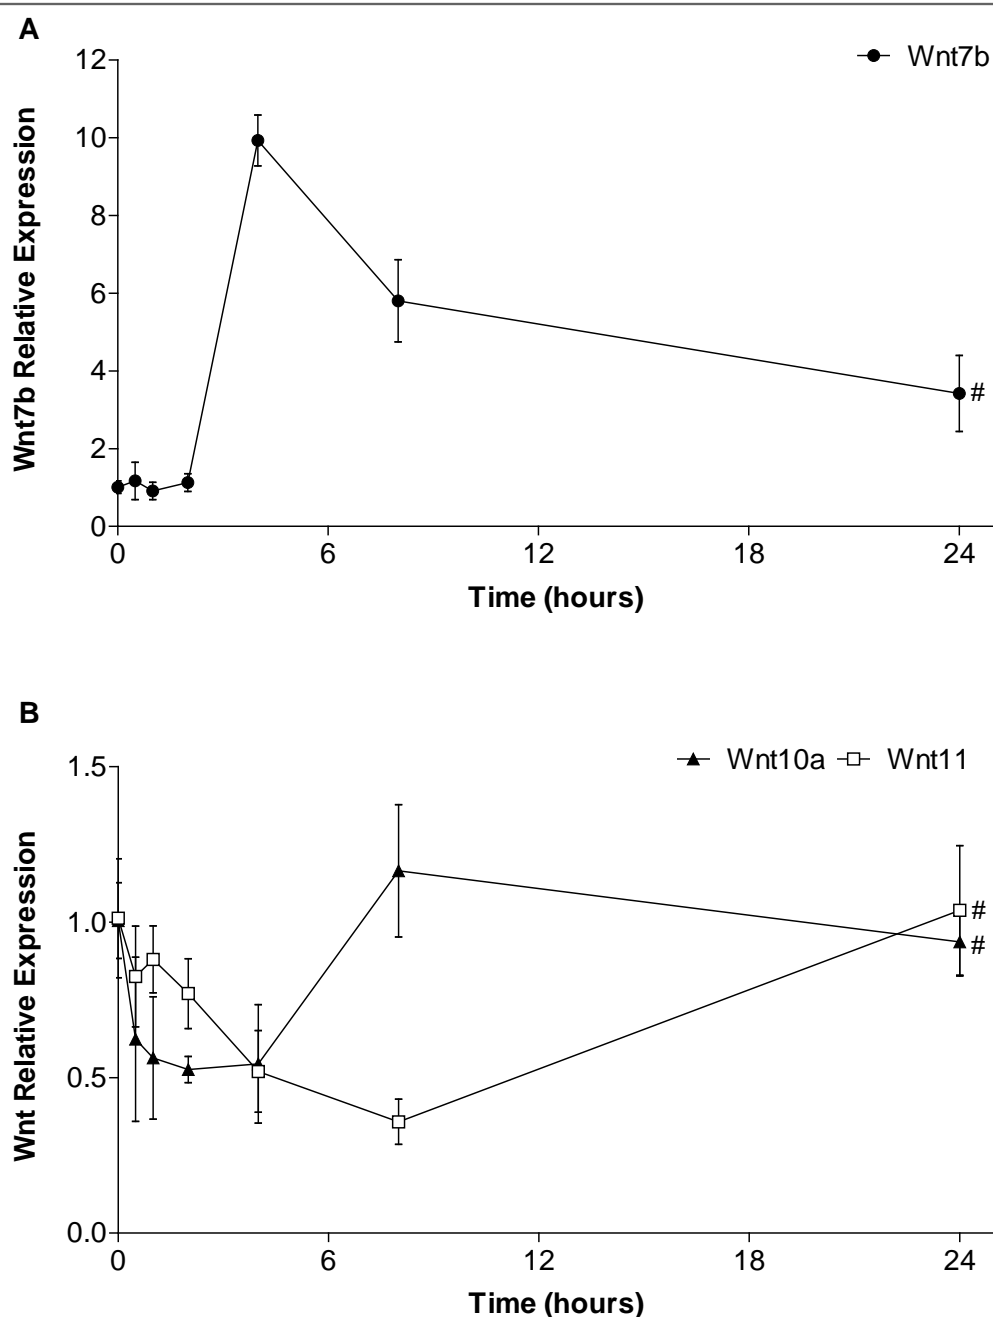 A
Wnt7b
12
10
8
6
4
2
0
Wnt7b Relative Expression
#
0 6 12 18 24
Time (hours)
B
Wnt10a Wnt11
1.5
1.0
0.5
0.0
Wnt Relative Expression
#
#
0 6 12 18 24
Time (hours)